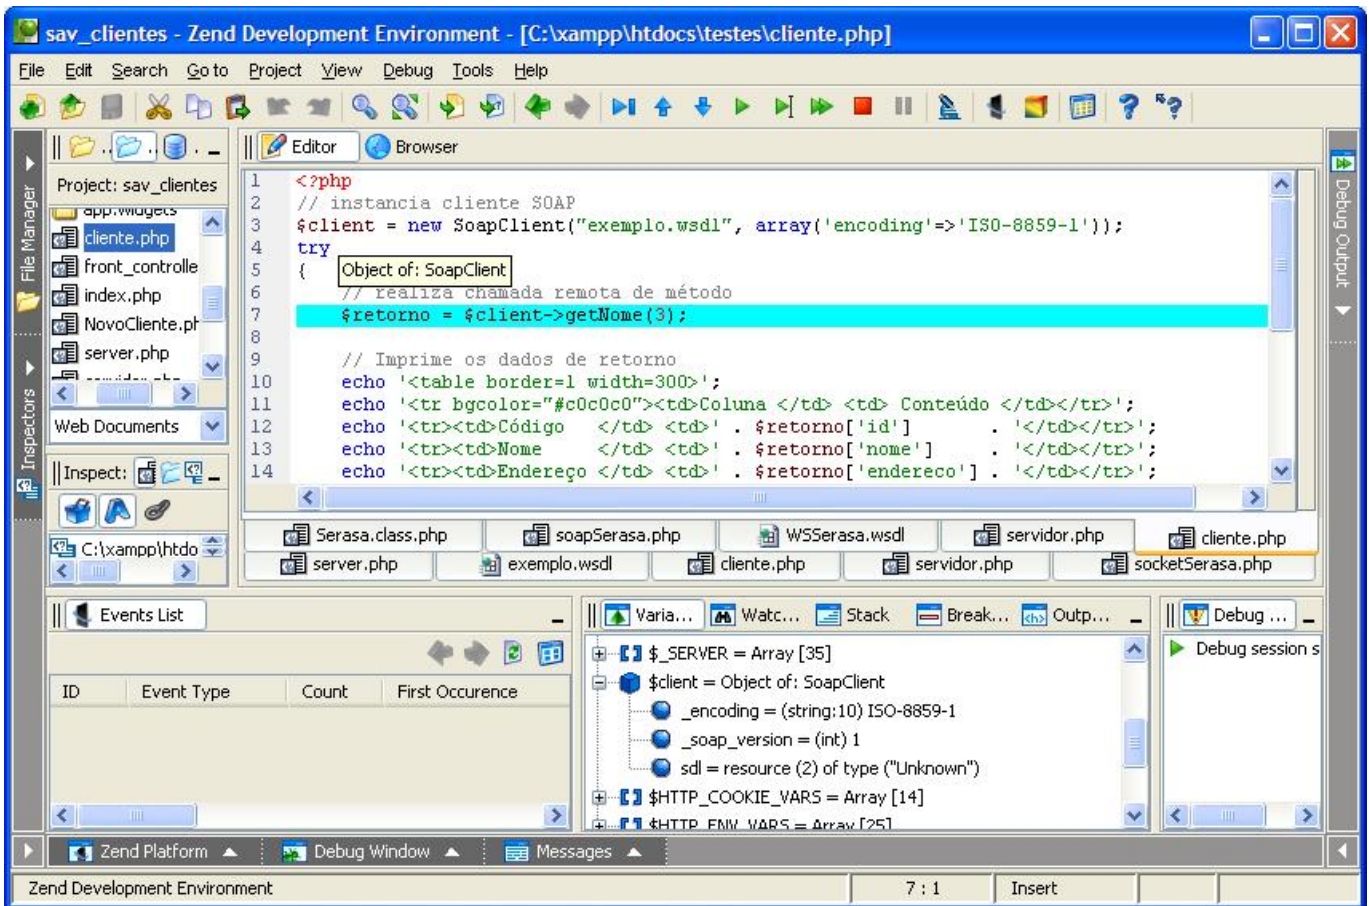 sav_clientes - Zend Development Environment - [C:\xampp\htdocs\testes\cliente.php]
File Edit Search Go to Project View Debug Tools Help
File Manager
Inspectors
Project: sav_clientes
app.widgets
cliente.php
front_controlle
index.php
NovoCliente.ph
server.php
servidor.php
Web Documents
Inspect:
C:\xampp\htdo
Editor Browser
1 <?php
2 // instancia cliente SOAP
3 $client = new SoapClient("exemplo.wsdl", array('encoding'=>'ISO-8859-1'));
4 try
5 {
Object of: SoapClient
6 // realiza chamada remota de método
7 $retorno = $client->getNome(3);
8
9 // Imprime os dados de retorno
10 echo '<table border=1 width=300>';
11 echo '<tr bgcolor="#c0c0c0"><td>Coluna </td> <td> Conteúdo </td></tr>';
12 echo '<tr><td>Código </td> <td>' . $retorno['id'] . '</td></tr>';
13 echo '<tr><td>Nome </td> <td>' . $retorno['nome'] . '</td></tr>';
14 echo '<tr><td>Endereço </td> <td>' . $retorno['endereco'] . '</td></tr>';
Serasa.class.php soapSerasa.php WSSerasa.wsdl servidor.php cliente.php
server.php exemplo.wsdl cliente.php servidor.php socketSerasa.php
Debug Output
Events List
ID Event Type Count First Occurence
Varia... Watc... Stack Break... Outp...
$_SERVER = Array [35]
$client = Object of: SoapClient
_encoding = (string:10) ISO-8859-1
_soap_version = (int) 1
sdl = resource (2) of type ("Unknown")
$HTTP_COOKIE_VARS = Array [14]
$HTTP_ENV_VARS = Array [25]
Debug ...
Debug session s
Zend Platform Debug Window Messages
Zend Development Environment 7 : 1 Insert